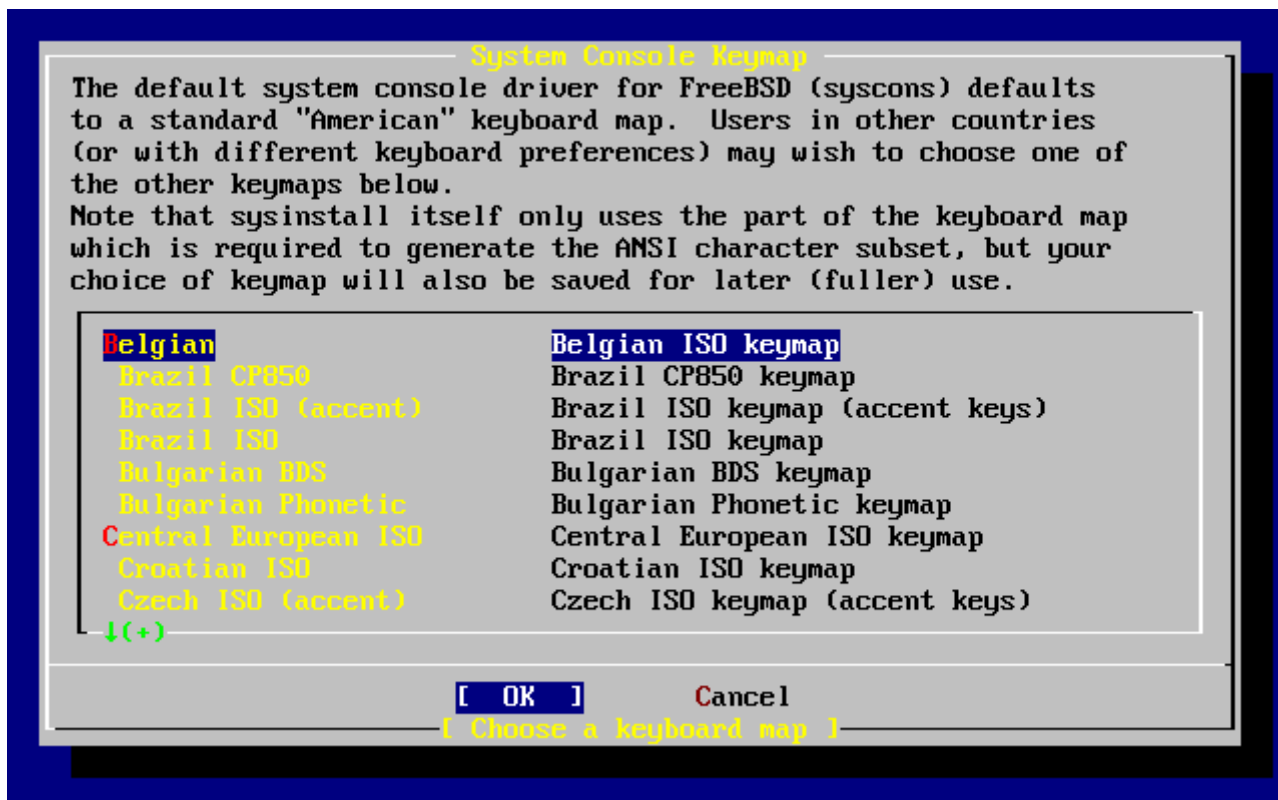 System Console Keymap
The default system console driver for FreeBSD (syscons) defaults
to a standard "American" keyboard map.  Users in other countries
(or with different keyboard preferences) may wish to choose one of
the other keymaps below.
Note that sysinstall itself only uses the part of the keyboard map
which is required to generate the ANSI character subset, but your
choice of keymap will also be saved for later (fuller) use.
Belgian Belgian ISO keymap
Brazil CP850 Brazil CP850 keymap
Brazil ISO (accent) Brazil ISO keymap (accent keys)
Brazil ISO Brazil ISO keymap
Bulgarian BDS Bulgarian BDS keymap
Bulgarian Phonetic Bulgarian Phonetic keymap
Central European ISO Central European ISO keymap
Croatian ISO Croatian ISO keymap
Czech ISO (accent) Czech ISO keymap (accent keys)
↓(+)
[ OK ] Cancel
[ Choose a keyboard map ]